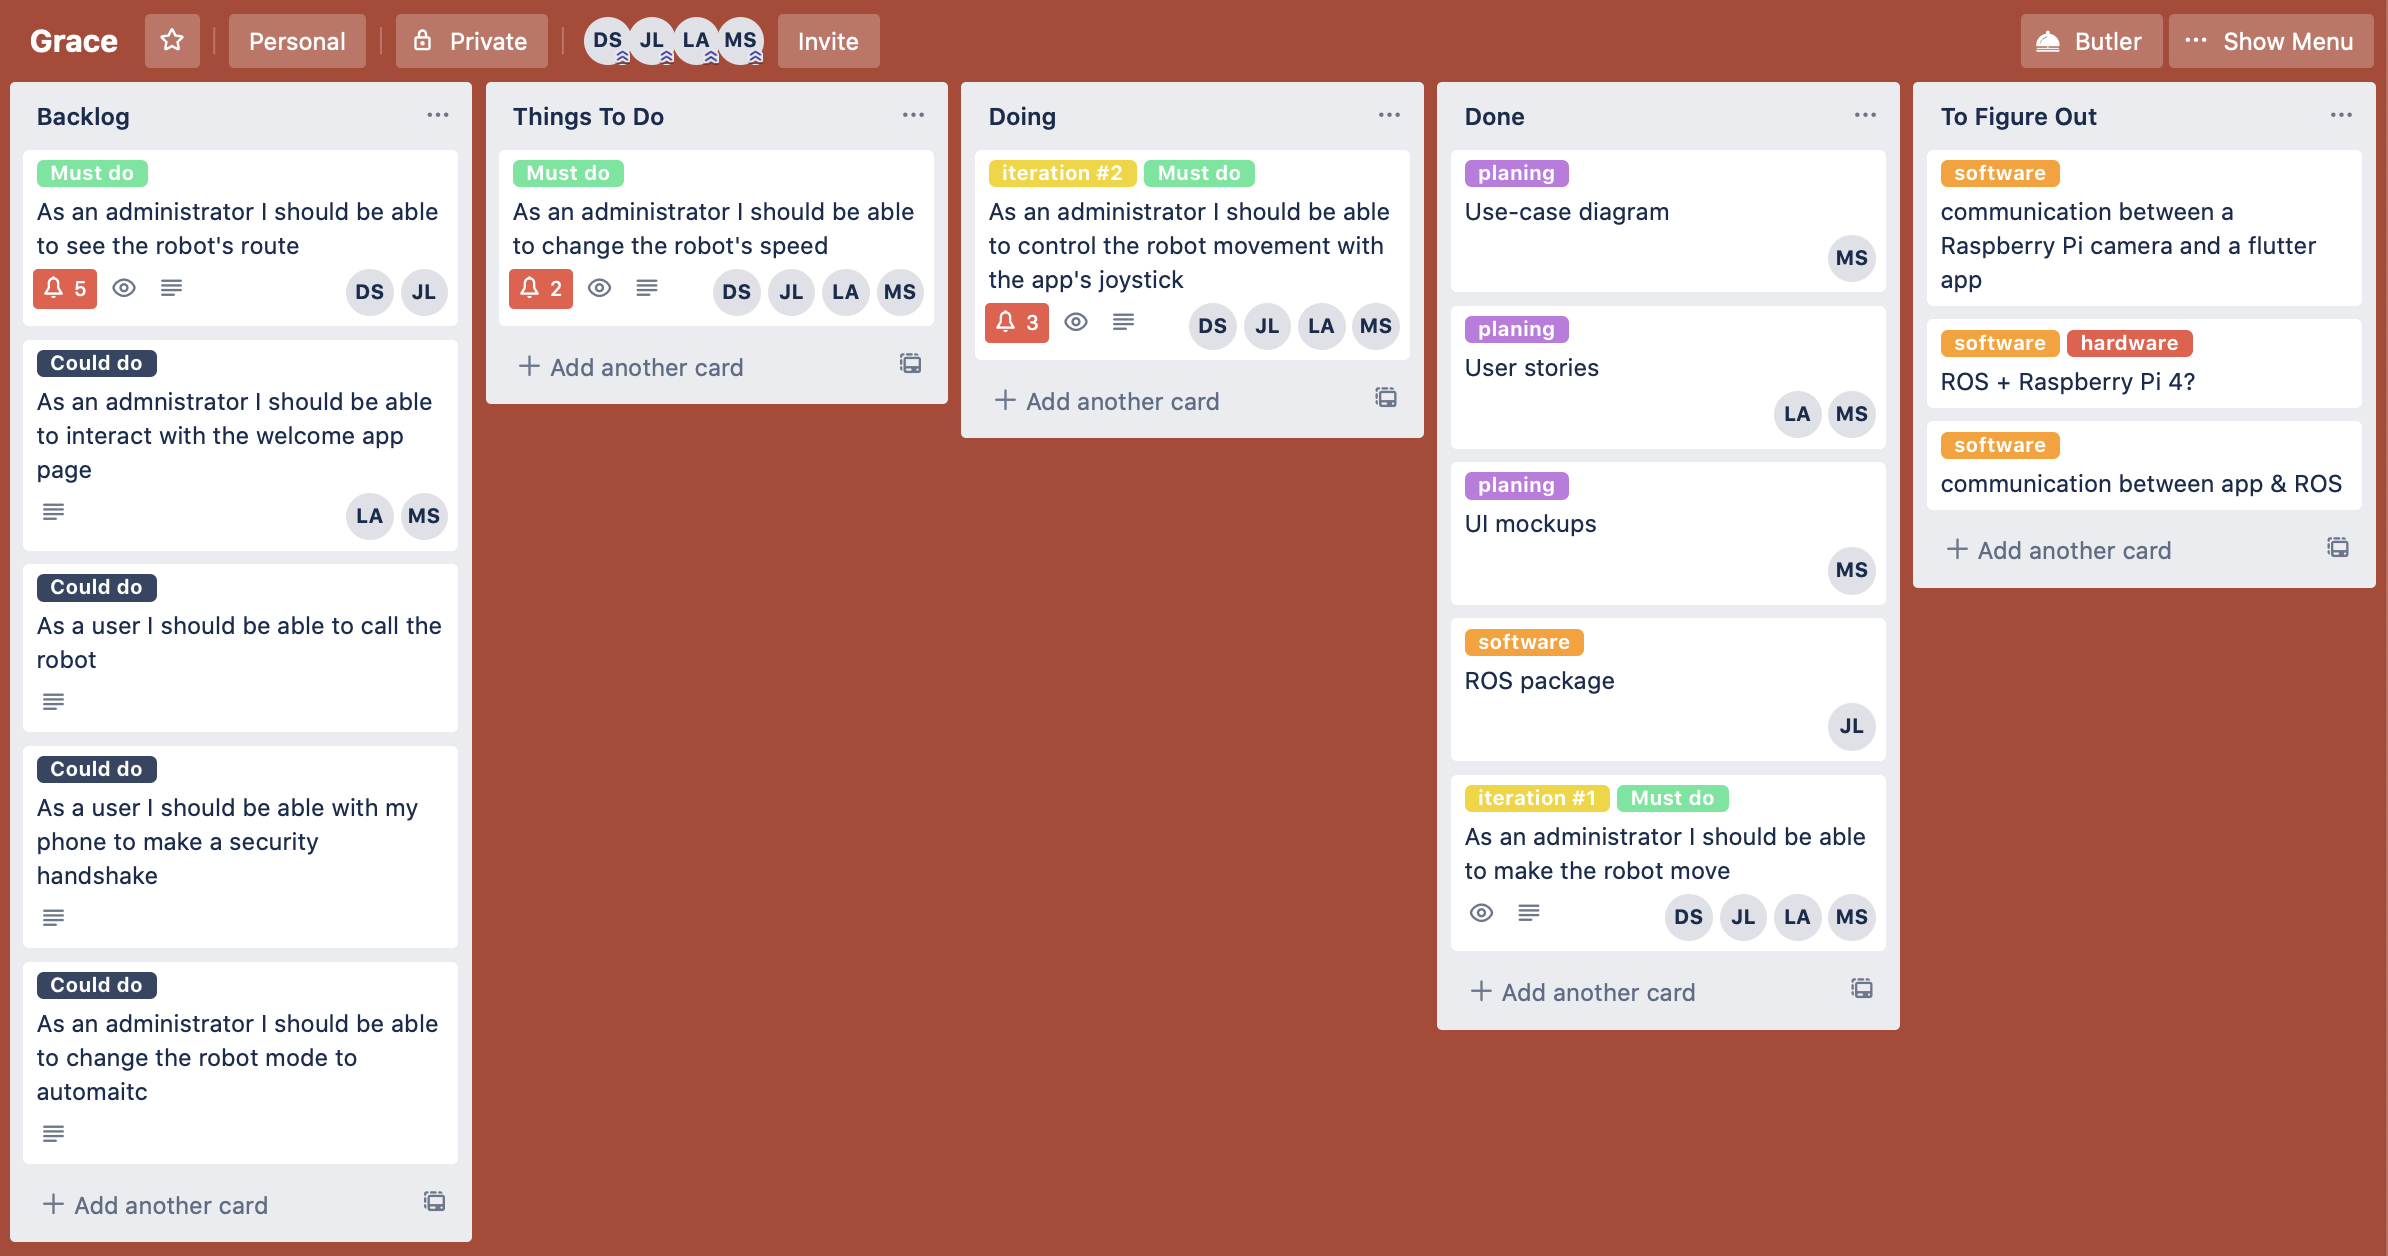 Grace
Personal
Private
DS JL LA MS
Invite
Butler
Show Menu
Backlog
Must do
As an administrator I should be able
to see the robot's route
5
DS JL
Could do
As an admnistrator I should be able
to interact with the welcome app
page
LA MS
Could do
As a user I should be able to call the
robot
Could do
As a user I should be able with my
phone to make a security
handshake
Could do
As an administrator I should be able
to change the robot mode to
automaitc
Add another card
Things To Do
Must do
As an administrator I should be able
to change the robot's speed
2
DS JL LA MS
Add another card
Doing
iteration #2 Must do
As an administrator I should be able
to control the robot movement with
the app's joystick
3
DS JL LA MS
Add another card
Done
planing
Use-case diagram
MS
planing
User stories
LA MS
planing
UI mockups
MS
software
ROS package
JL
iteration #1 Must do
As an administrator I should be able
to make the robot move
DS JL LA MS
Add another card
To Figure Out
software
communication between a
Raspberry Pi camera and a flutter
app
software hardware
ROS + Raspberry Pi 4?
software
communication between app & ROS
Add another card